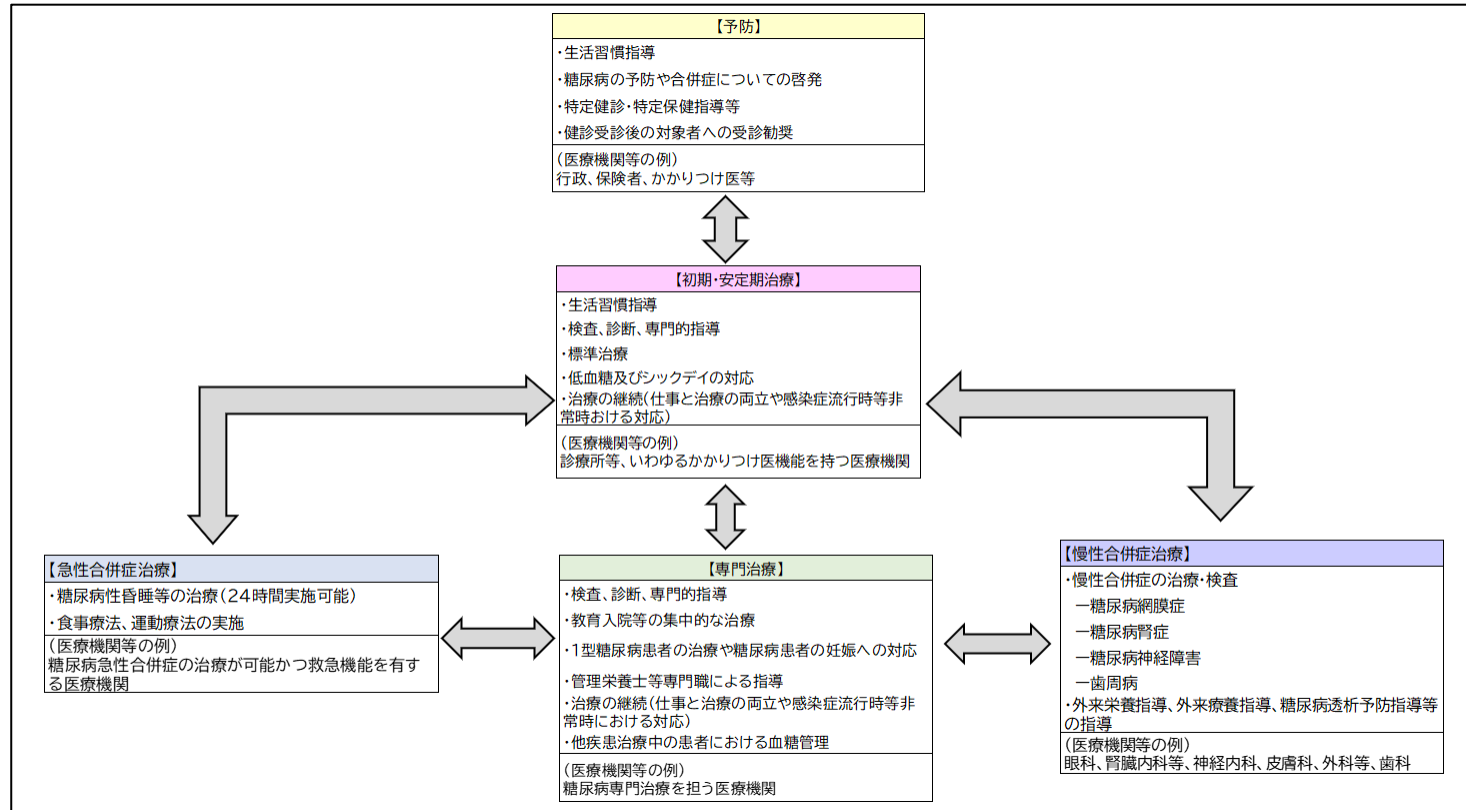 【予防】
・生活習慣指導
・糖尿病の予防や合併症についての啓発
・特定健診・特定保健指導等
・健診受診後の対象者への受診勧奨
(医療機関等の例)
行政、保険者、かかりつけ医等
【初期・安定期治療】
・生活習慣指導
・検査、診断、専門的指導
・標準治療
・低血糖及びシックデイの対応
・治療の継続(仕事と治療の両立や感染症流行時等非
常時おける対応)
(医療機関等の例)
診療所等、いわゆるかかりつけ医機能を持つ医療機関
【急性合併症治療】
・糖尿病性昏睡等の治療(24時間実施可能)
・食事療法、運動療法の実施
(医療機関等の例)
糖尿病急性合併症の治療が可能かつ救急機能を有す
る医療機関
【専門治療】
・検査、診断、専門的指導
・教育入院等の集中的な治療
・1型糖尿病患者の治療や糖尿病患者の妊娠への対応
・管理栄養士等専門職による指導
・治療の継続(仕事と治療の両立や感染症流行時等非
常時における対応)
・他疾患治療中の患者における血糖管理
(医療機関等の例)
糖尿病専門治療を担う医療機関
【慢性合併症治療】
・慢性合併症の治療・検査
―糖尿病網膜症
―糖尿病腎症
―糖尿病神経障害
―歯周病
・外来栄養指導、外来療養指導、糖尿病透析予防指導等
の指導
(医療機関等の例)
眼科、腎臓内科等、神経内科、皮膚科、外科等、歯科